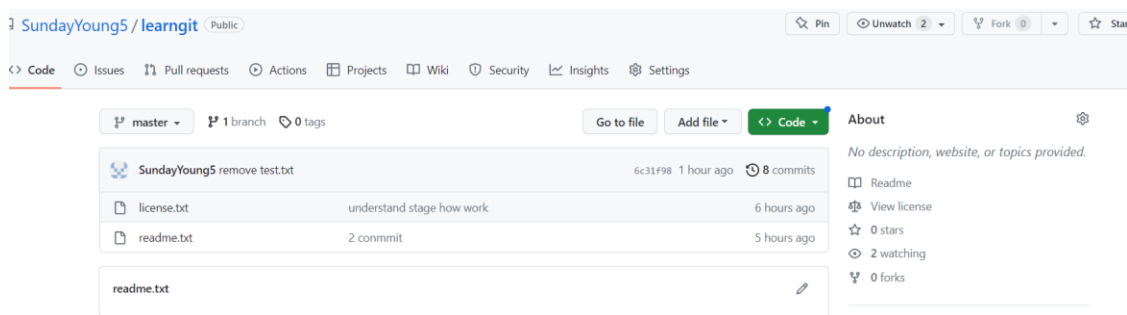 SundayYoung5 / learngit Public
Pin
Unwatch 2
Fork 0
Star
Code Issues Pull requests Actions Projects Wiki Security Insights Settings
master 1 branch 0 tags Go to file Add file Code
SundayYoung5 remove test.txt 6c31f98 1 hour ago 8 commits
license.txt understand stage how work 6 hours ago
readme.txt 2 conmmit 5 hours ago
readme.txt
About
No description, website, or topics provided.
Readme
View license
0 stars
2 watching
0 forks